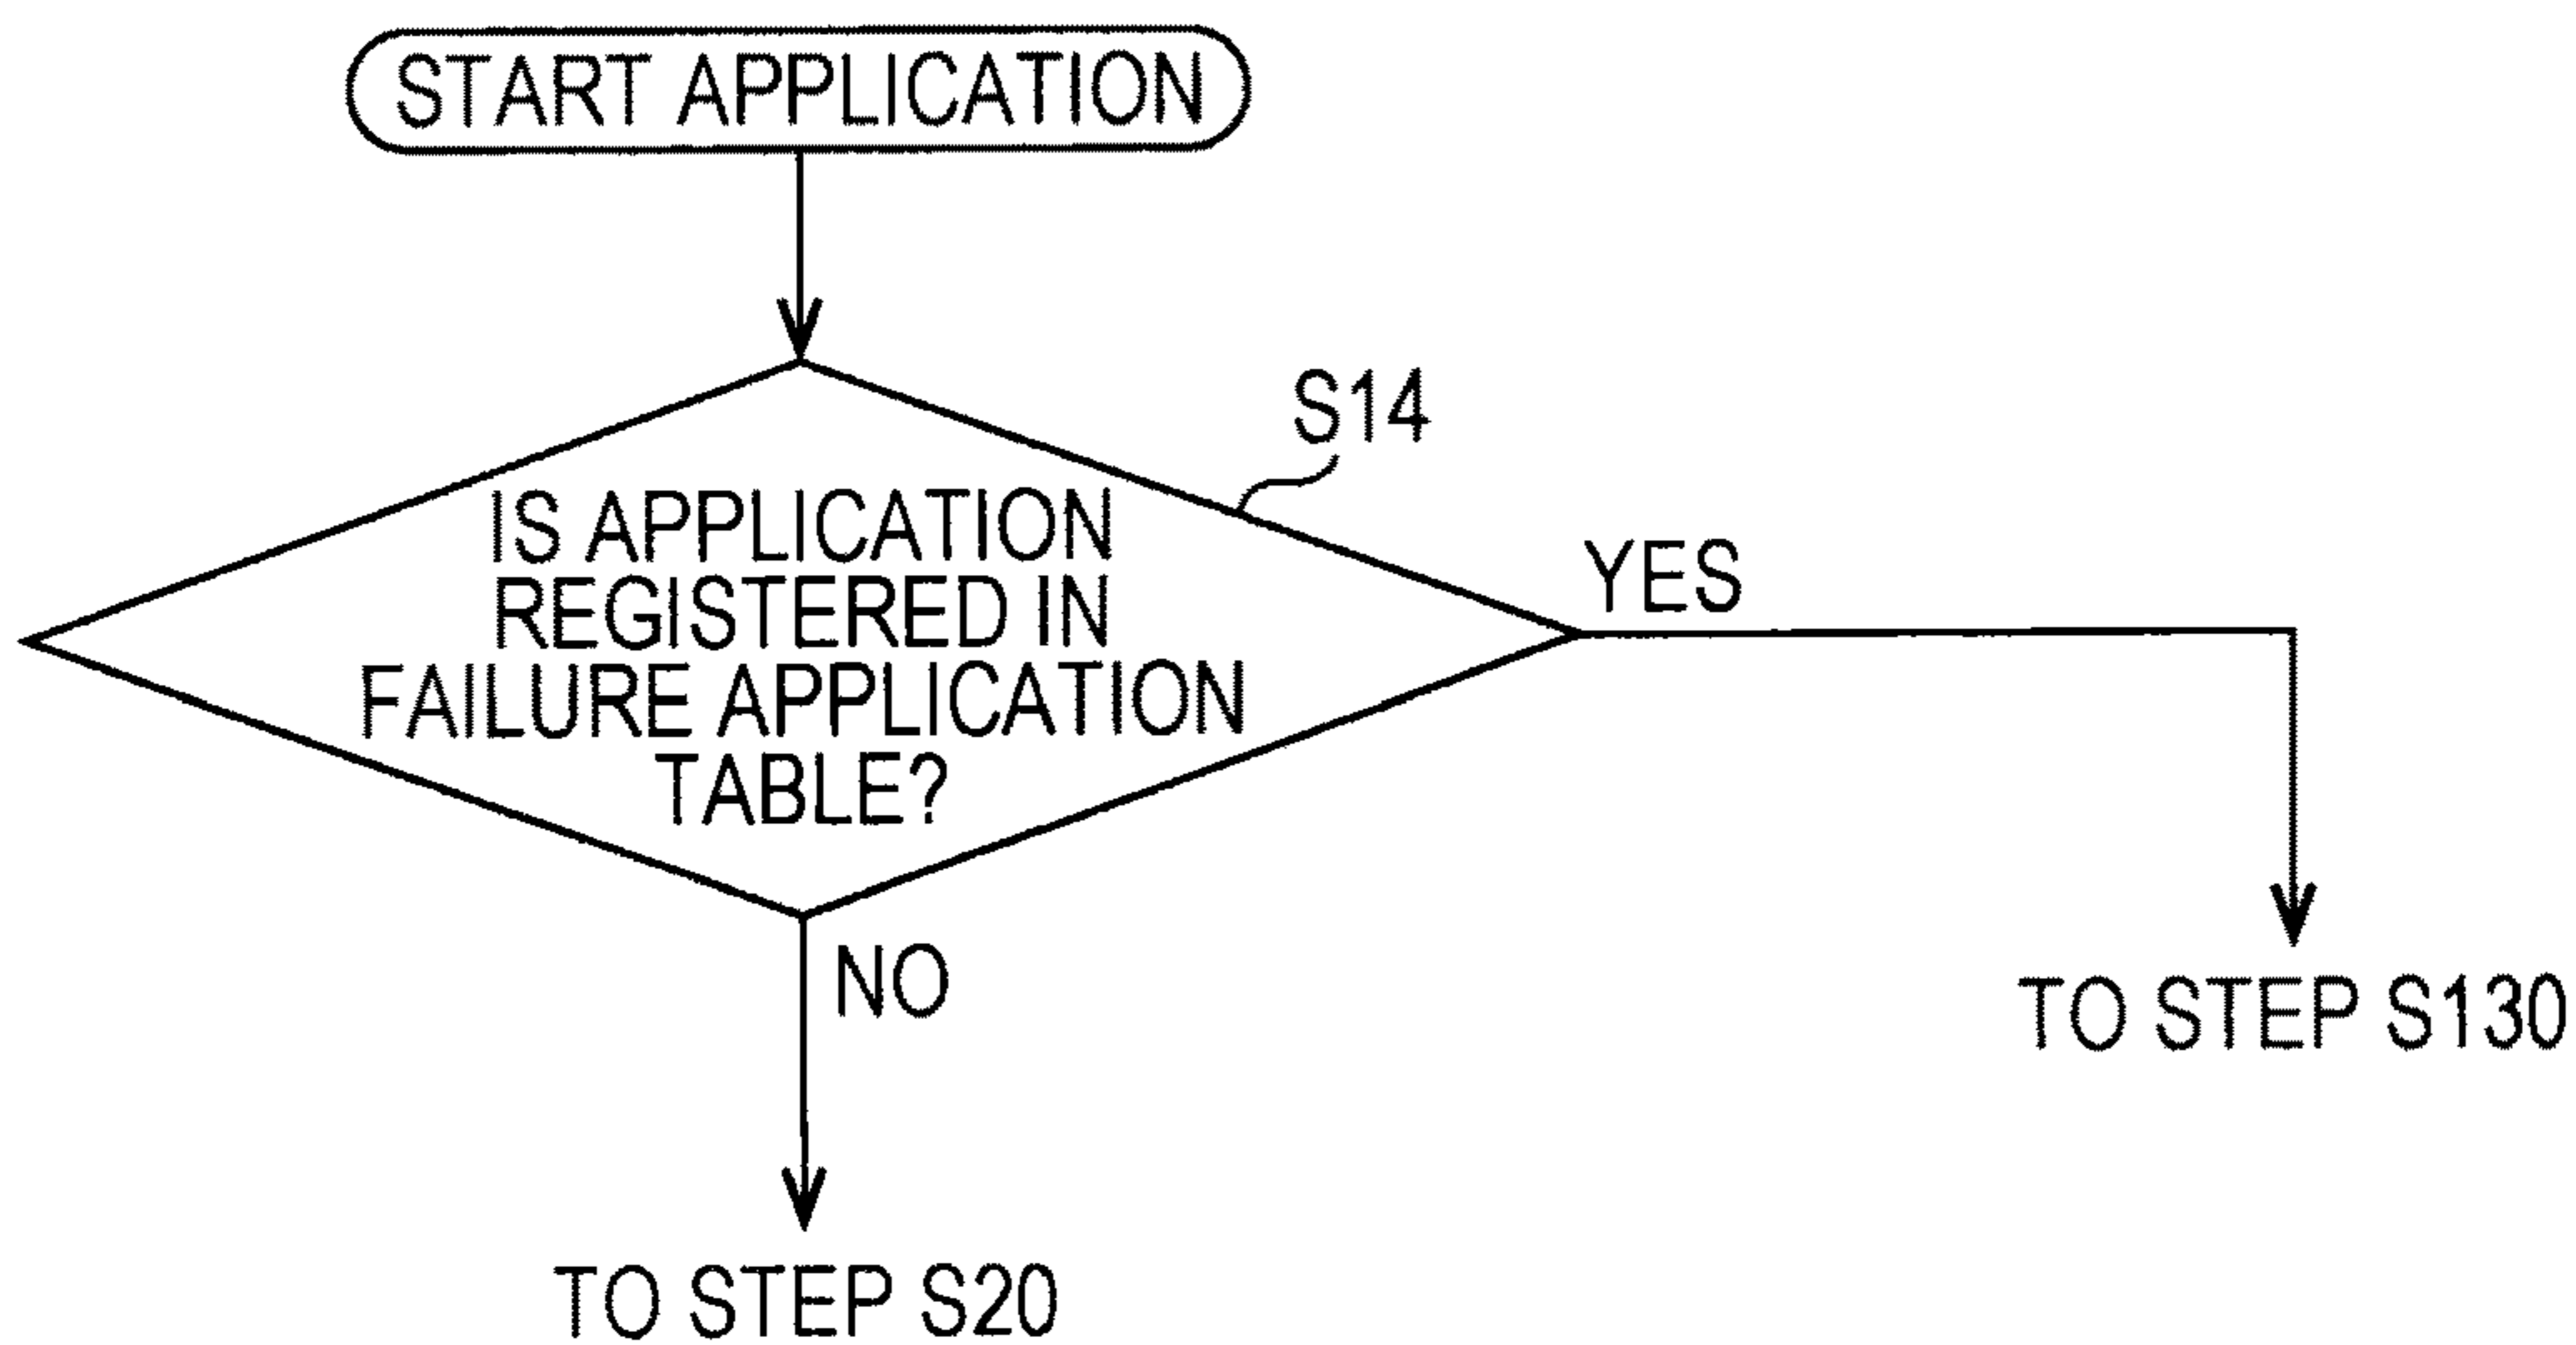 START APPLICATION
S14
IS APPLICATION
REGISTERED IN
FAILURE APPLICATION
TABLE?
YES
NO
TO STEP S130
TO STEP S20